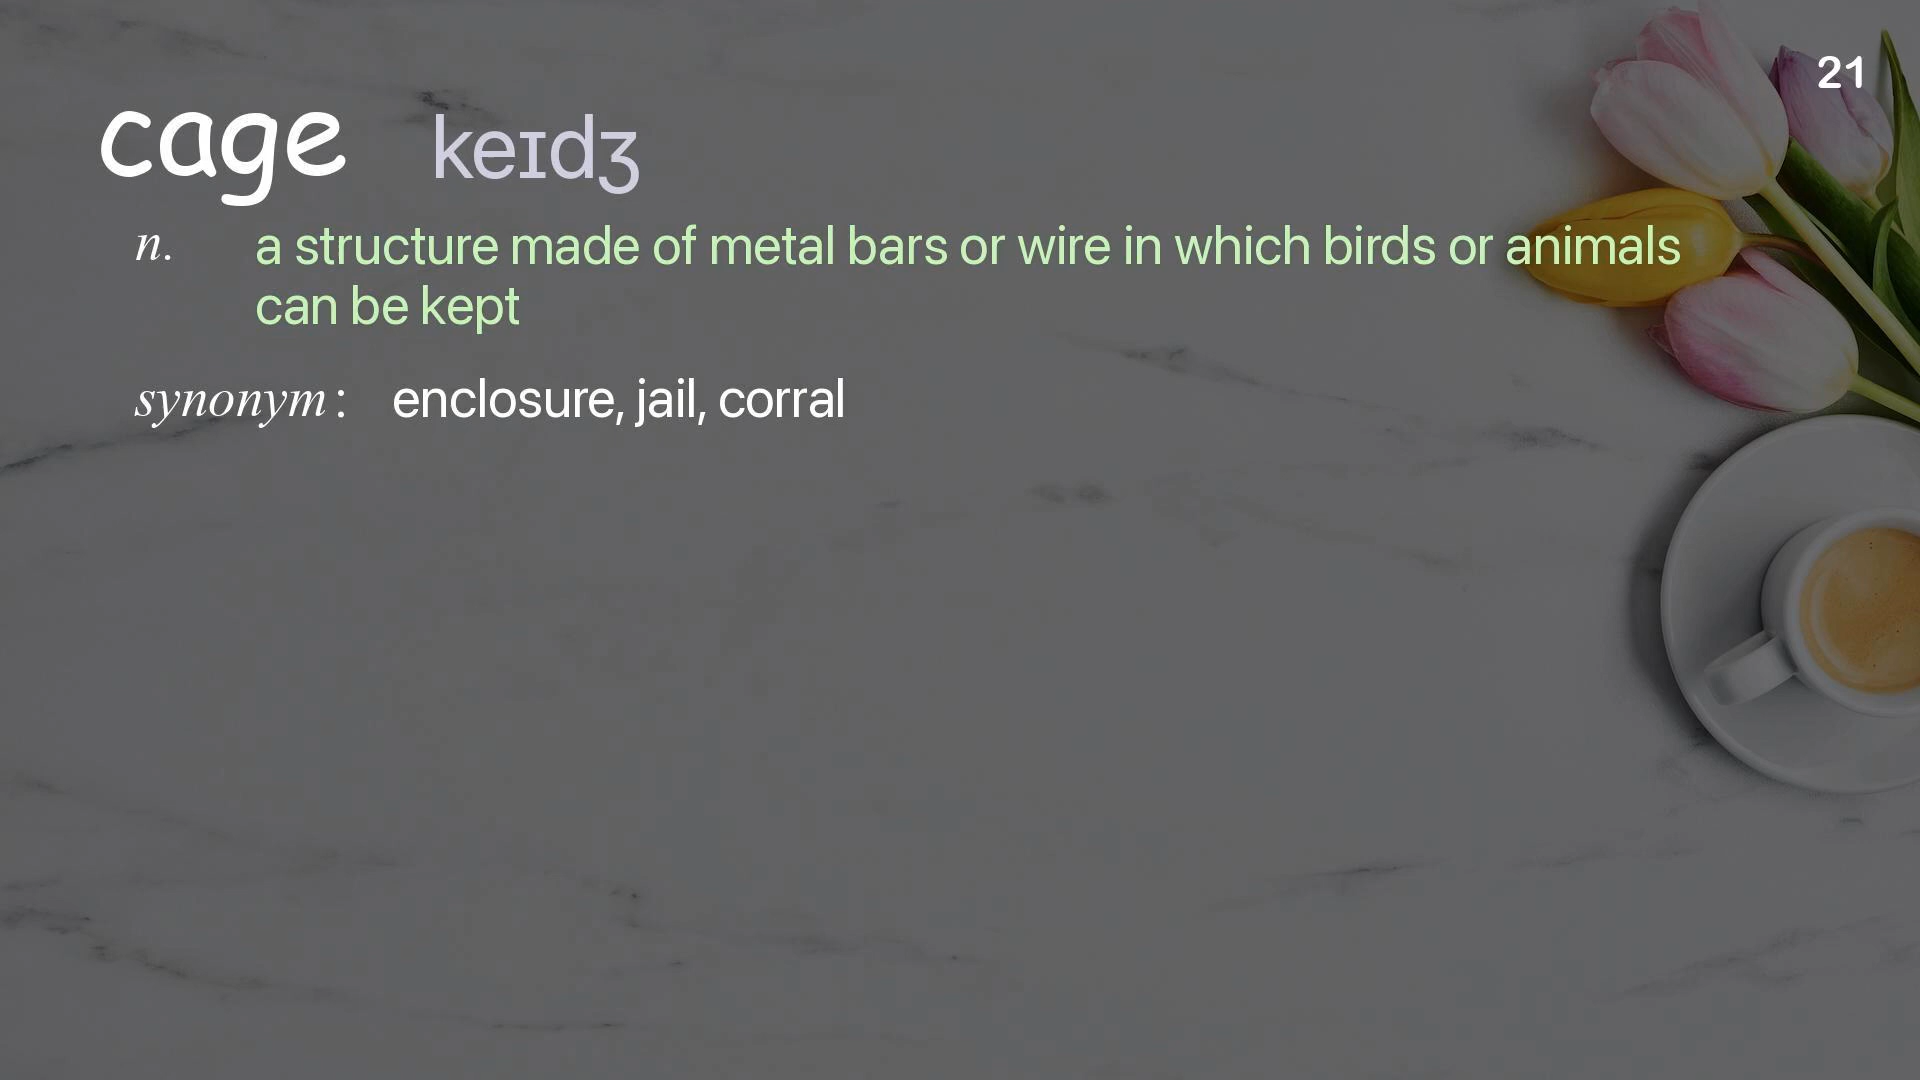 21
cage keɪdʒ
n. a structure made of metal bars or wire in which birds or animals
can be kept
synonym : enclosure, jail, corral